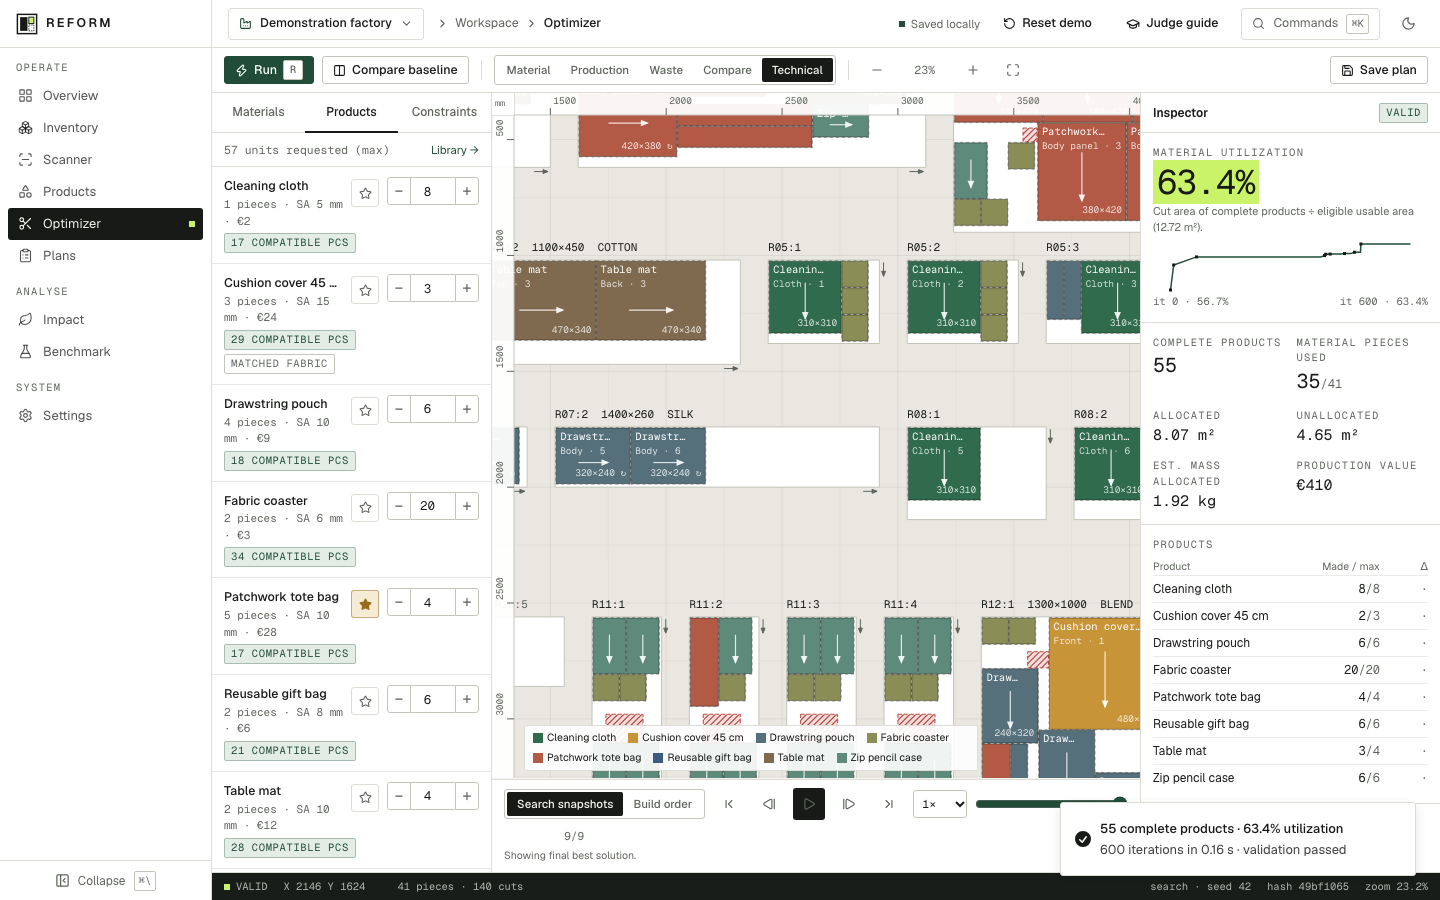 REFORM
Demonstration factory
Workspace
Optimizer
Saved locally
Reset demo
Judge guide
Commands ⌘K
OPERATE
Overview
Inventory
Scanner
Products
Optimizer
Plans
ANALYSE
Impact
Benchmark
SYSTEM
Settings
Collapse ⌘\
Run R
Compare baseline
Material
Production
Waste
Compare
Technical
23%
Save plan
Materials
Products
Constraints
57 units requested (max)
Library →
Cleaning cloth
1 pieces · SA 5 mm
· €2
17 COMPATIBLE PCS
8
Cushion cover 45 …
3 pieces · SA 15
mm · €24
29 COMPATIBLE PCS
MATCHED FABRIC
3
Drawstring pouch
4 pieces · SA 10
mm · €9
18 COMPATIBLE PCS
6
Fabric coaster
2 pieces · SA 6 mm
· €3
34 COMPATIBLE PCS
20
Patchwork tote bag
5 pieces · SA 10
mm · €28
17 COMPATIBLE PCS
4
Reusable gift bag
2 pieces · SA 8 mm
· €6
21 COMPATIBLE PCS
6
Table mat
2 pieces · SA 10
mm · €12
28 COMPATIBLE PCS
4
mm
1500
2000
2500
3000
3500
500
1000
1500
2000
2500
3000
420×380 ↻
Patchwork…
Body panel · 3
380×420
1100×450 COTTON
Table mat
Back · 3
470×340
470×340
R05:1
Cleanin…
Cloth · 1
310×310
R05:2
Cleanin…
Cloth · 2
310×310
R05:3
Cleanin…
Cloth · 3
R07:2 1400×260 SILK
Drawstr…
Body · 5
320×240 ↻
Drawstr…
Body · 6
320×240 ↻
R08:1
Cleanin…
Cloth · 5
310×310
R08:2
Cleanin…
Cloth · 6
R11:1
R11:2
R11:3
R11:4
R12:1 1300×1000 BLEND
Cushion cover…
Front · 1
Draw…
240×320
Draw…
Cleaning cloth
Cushion cover 45 cm
Drawstring pouch
Fabric coaster
Patchwork tote bag
Reusable gift bag
Table mat
Zip pencil case
Search snapshots
Build order
1×
9/9
Showing final best solution.
Inspector
VALID
MATERIAL UTILIZATION
63.4%
Cut area of complete products ÷ eligible usable area
(12.72 m²).
it 0 · 56.7%
it 600 · 63.4%
COMPLETE PRODUCTS
55
MATERIAL PIECES
USED
35/41
ALLOCATED
8.07 m²
UNALLOCATED
4.65 m²
EST. MASS
ALLOCATED
1.92 kg
PRODUCTION VALUE
€410
PRODUCTS
Product Made / max Δ
Cleaning cloth 8/8 ·
Cushion cover 45 cm 2/3 ·
Drawstring pouch 6/6 ·
Fabric coaster 20/20 ·
Patchwork tote bag 4/4 ·
Reusable gift bag 6/6 ·
Table mat 3/4 ·
Zip pencil case 6/6 ·
55 complete products · 63.4% utilization
600 iterations in 0.16 s · validation passed
VALID X 2146 Y 1624 41 pieces · 140 cuts
search · seed 42 hash 49bf1065 zoom 23.2%